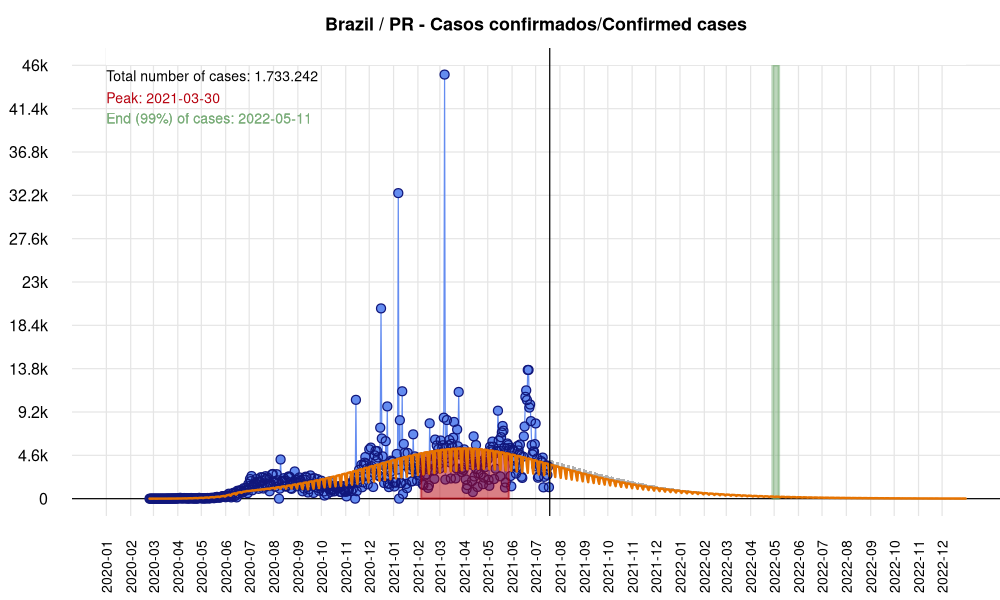 Brazil / PR - Casos confirmados/Confirmed cases
Total number of cases: 1.733.242
Peak: 2021-03-30
End (99%) of cases: 2022-05-11
46k
41.4k
36.8k
32.2k
27.6k
23k
18.4k
13.8k
9.2k
4.6k
0
2020-01
2020-02
2020-03
2020-04
2020-05
2020-06
2020-07
2020-08
2020-09
2020-10
2020-11
2020-12
2021-01
2021-02
2021-03
2021-04
2021-05
2021-06
2021-07
2021-08
2021-09
2021-10
2021-11
2021-12
2022-01
2022-02
2022-03
2022-04
2022-05
2022-06
2022-07
2022-08
2022-09
2022-10
2022-11
2022-12